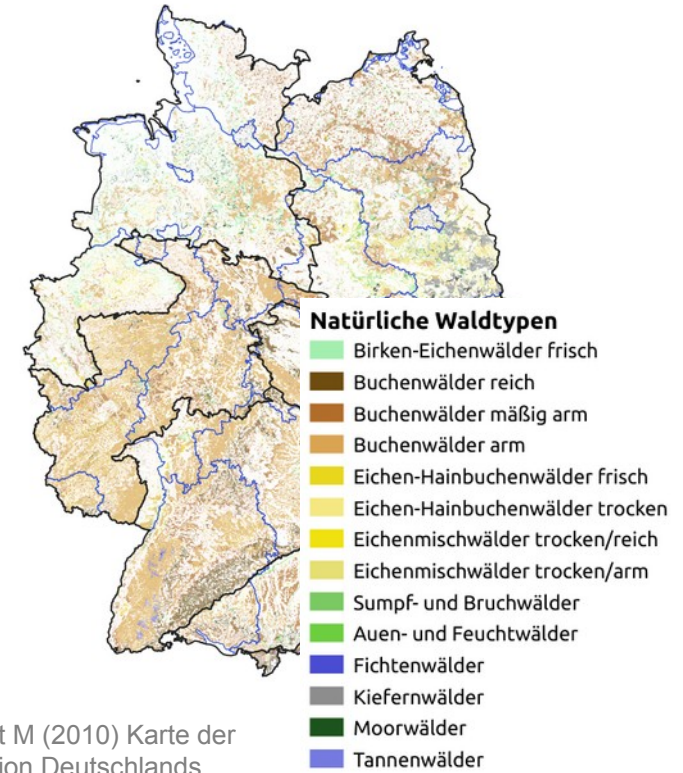 Natürliche Waldtypen
Birken-Eichenwälder frisch
Buchenwälder reich
Buchenwälder mäßig arm
Buchenwälder arm
Eichen-Hainbuchenwälder frisch
Eichen-Hainbuchenwälder trocken
Eichenmischwälder trocken/reich
Eichenmischwälder trocken/arm
Sumpf- und Bruchwälder
Auen- und Feuchtwälder
Fichtenwälder
Kiefernwälder
Moorwälder
Tannenwälder
t M (2010) Karte der
ion Deutschlands